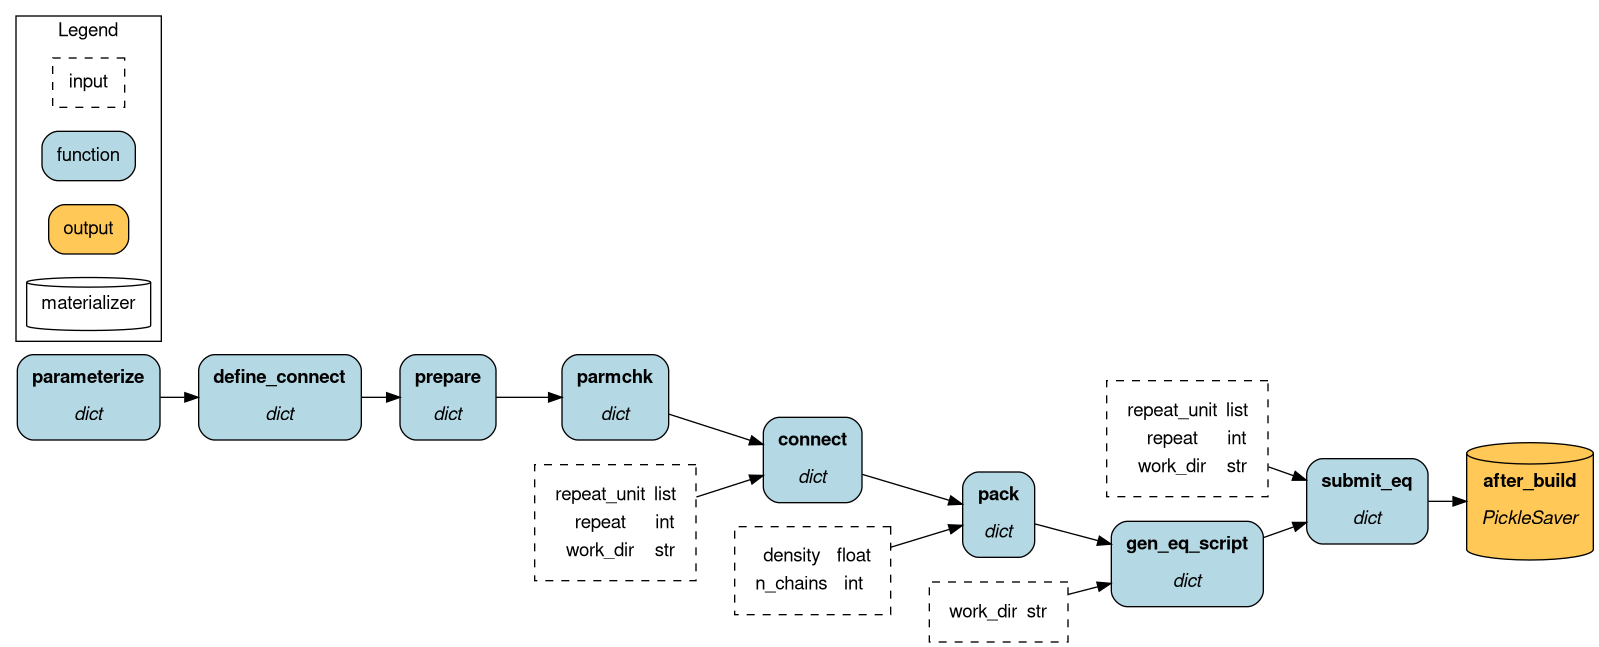 Legend
input
function
output
materializer
parameterize
dict
define_connect
dict
prepare
dict
parmchk
dict
connect
dict
repeat_unit list
repeat int
work_dir str
pack
dict
density float
n_chains int
gen_eq_script
dict
work_dir str
repeat_unit list
repeat int
work_dir str
submit_eq
dict
after_build
PickleSaver